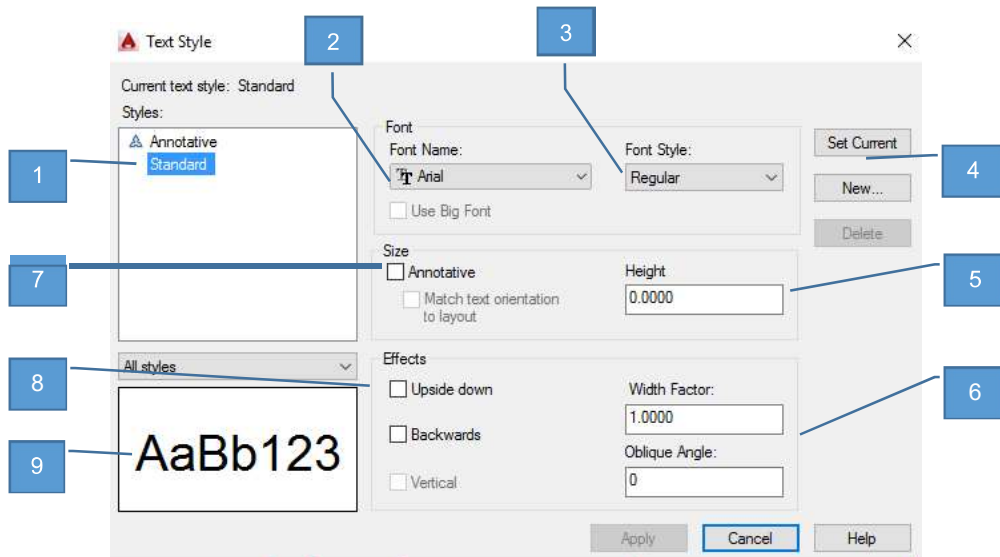 2
3
Text Style
Current text style: Standard
Styles:
Annotative
Standard
1
Font
Font Name:
Arial
Use Big Font
Font Style:
Regular
Set Current
New...
Delete
4
7
Size
Annotative
Match text orientation
to layout
Height
0.0000
5
All styles
8
Effects
Upside down
Backwards
Vertical
Width Factor:
1.0000
Oblique Angle:
0
6
AaBb123
9
Apply
Cancel
Help